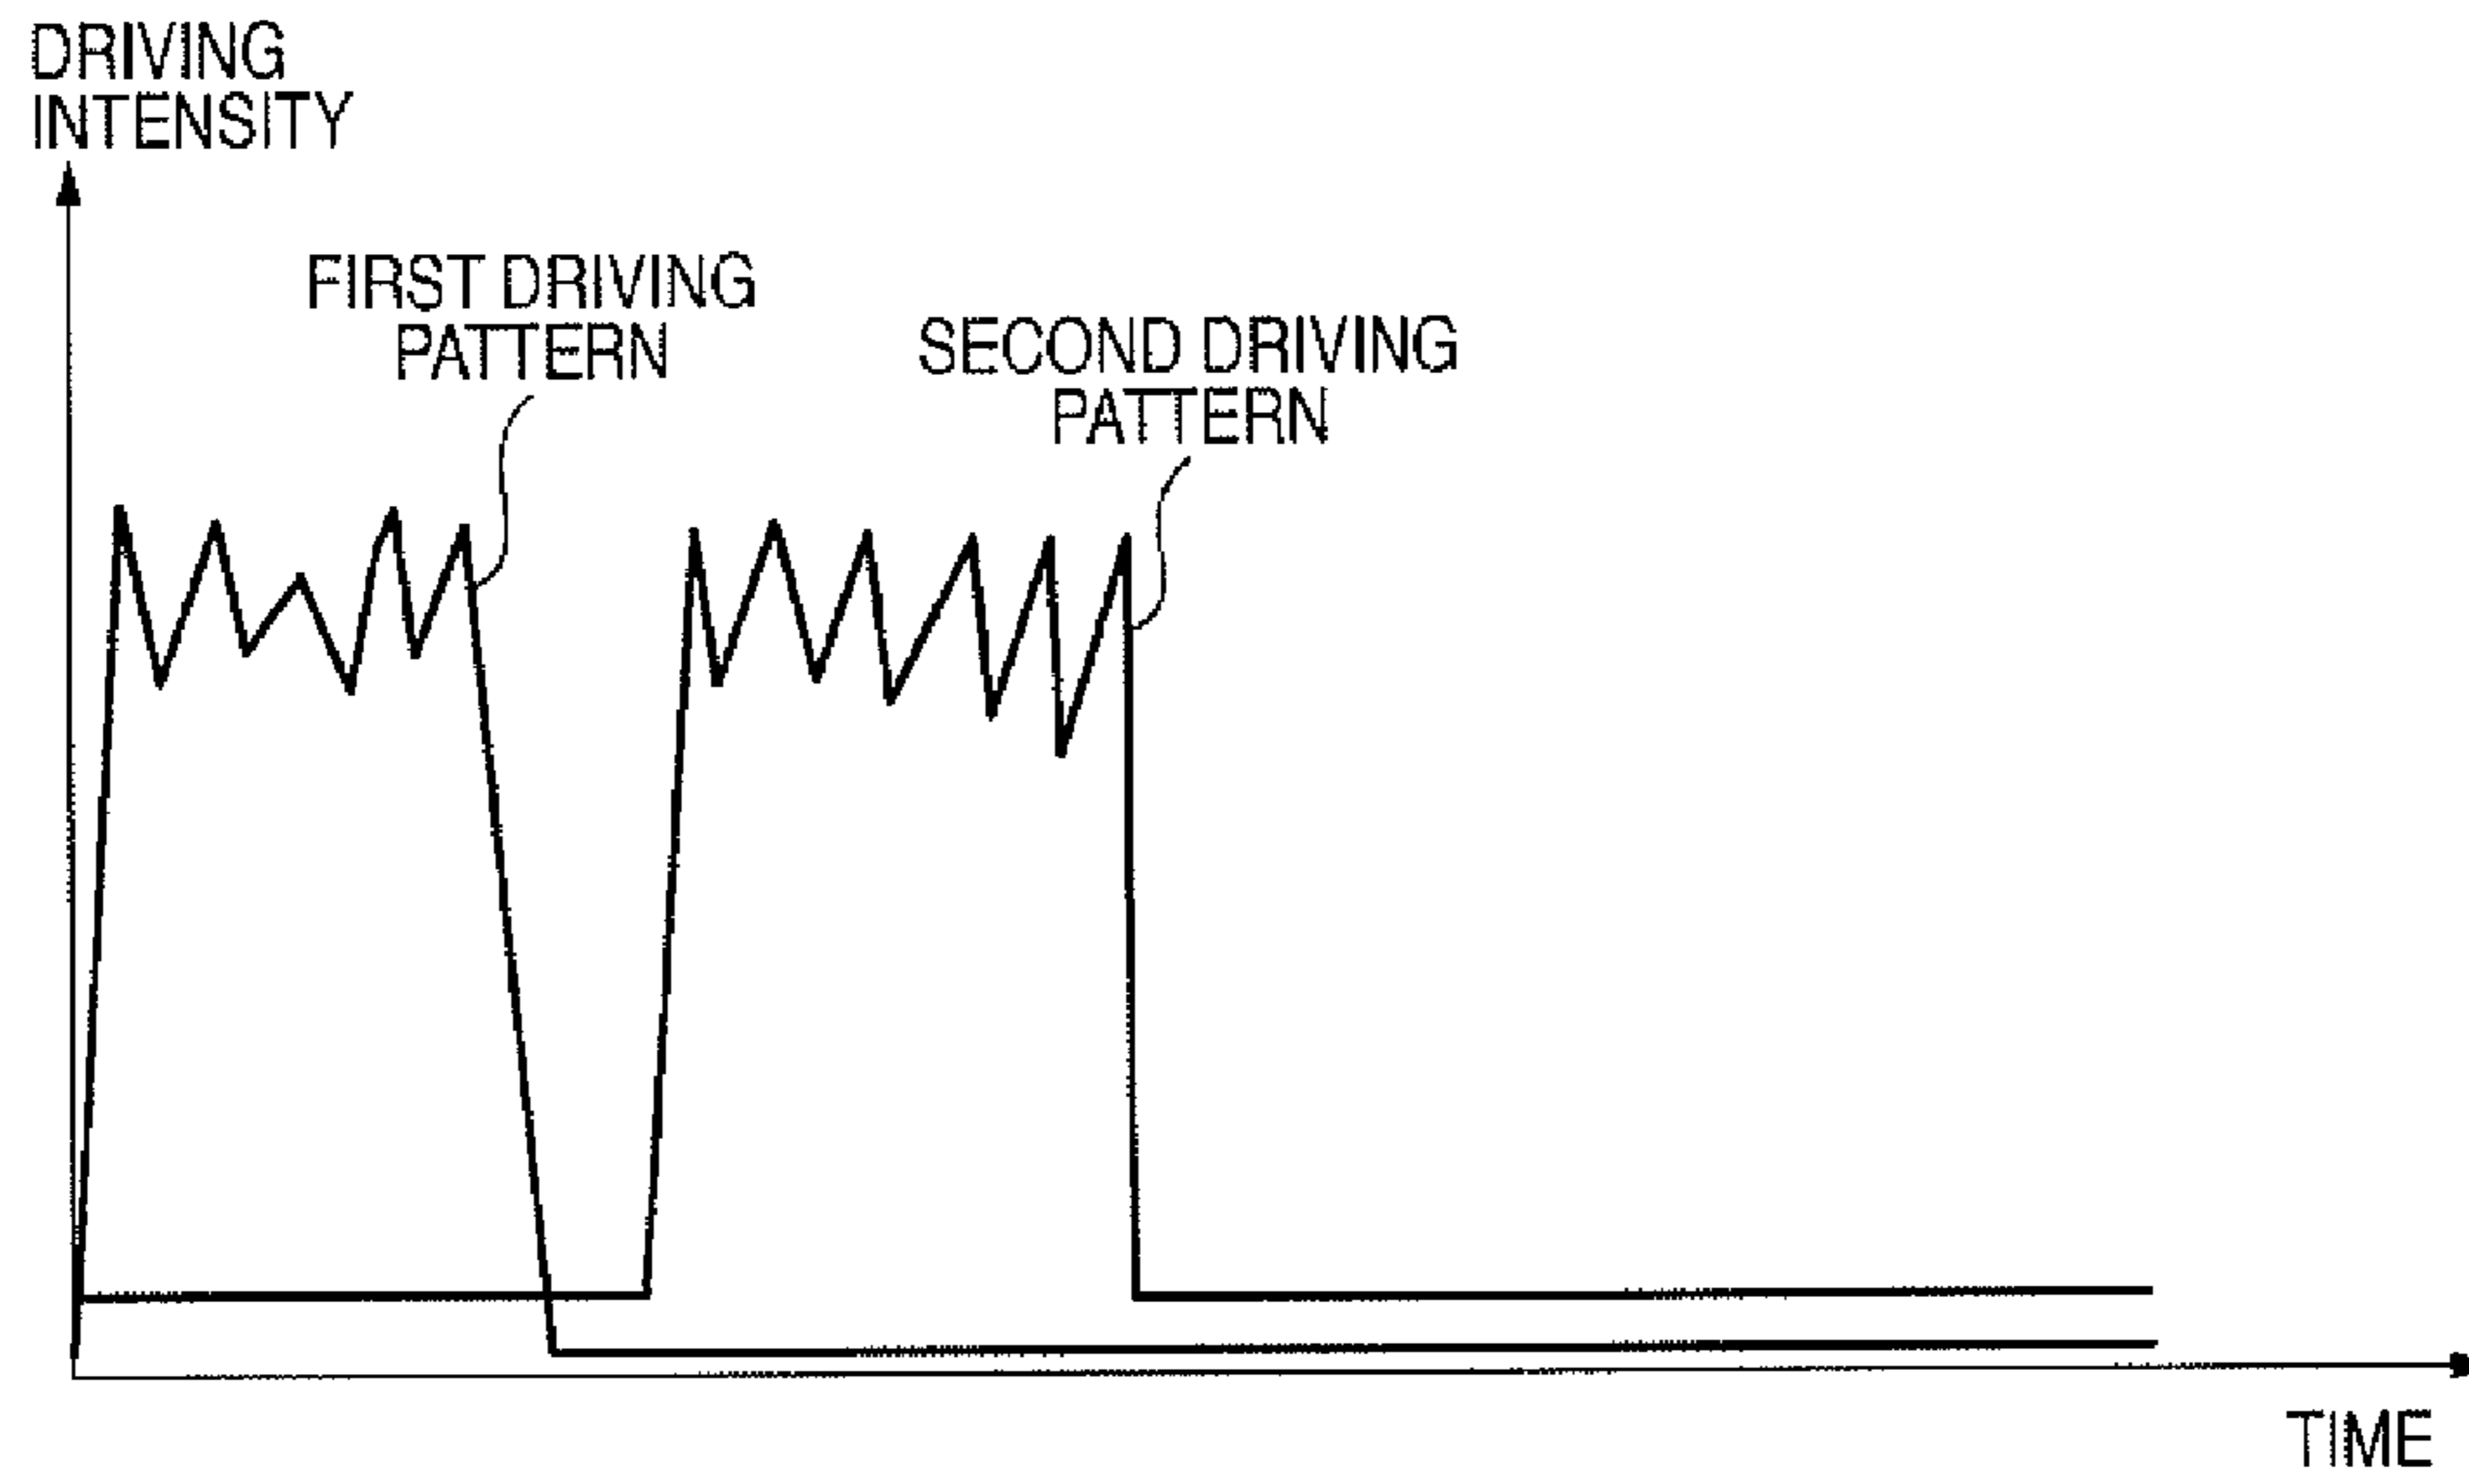 DRIVING
INTENSITY
FIRST DRIVING
PATTERN
SECOND DRIVING
PATTERN
TIME